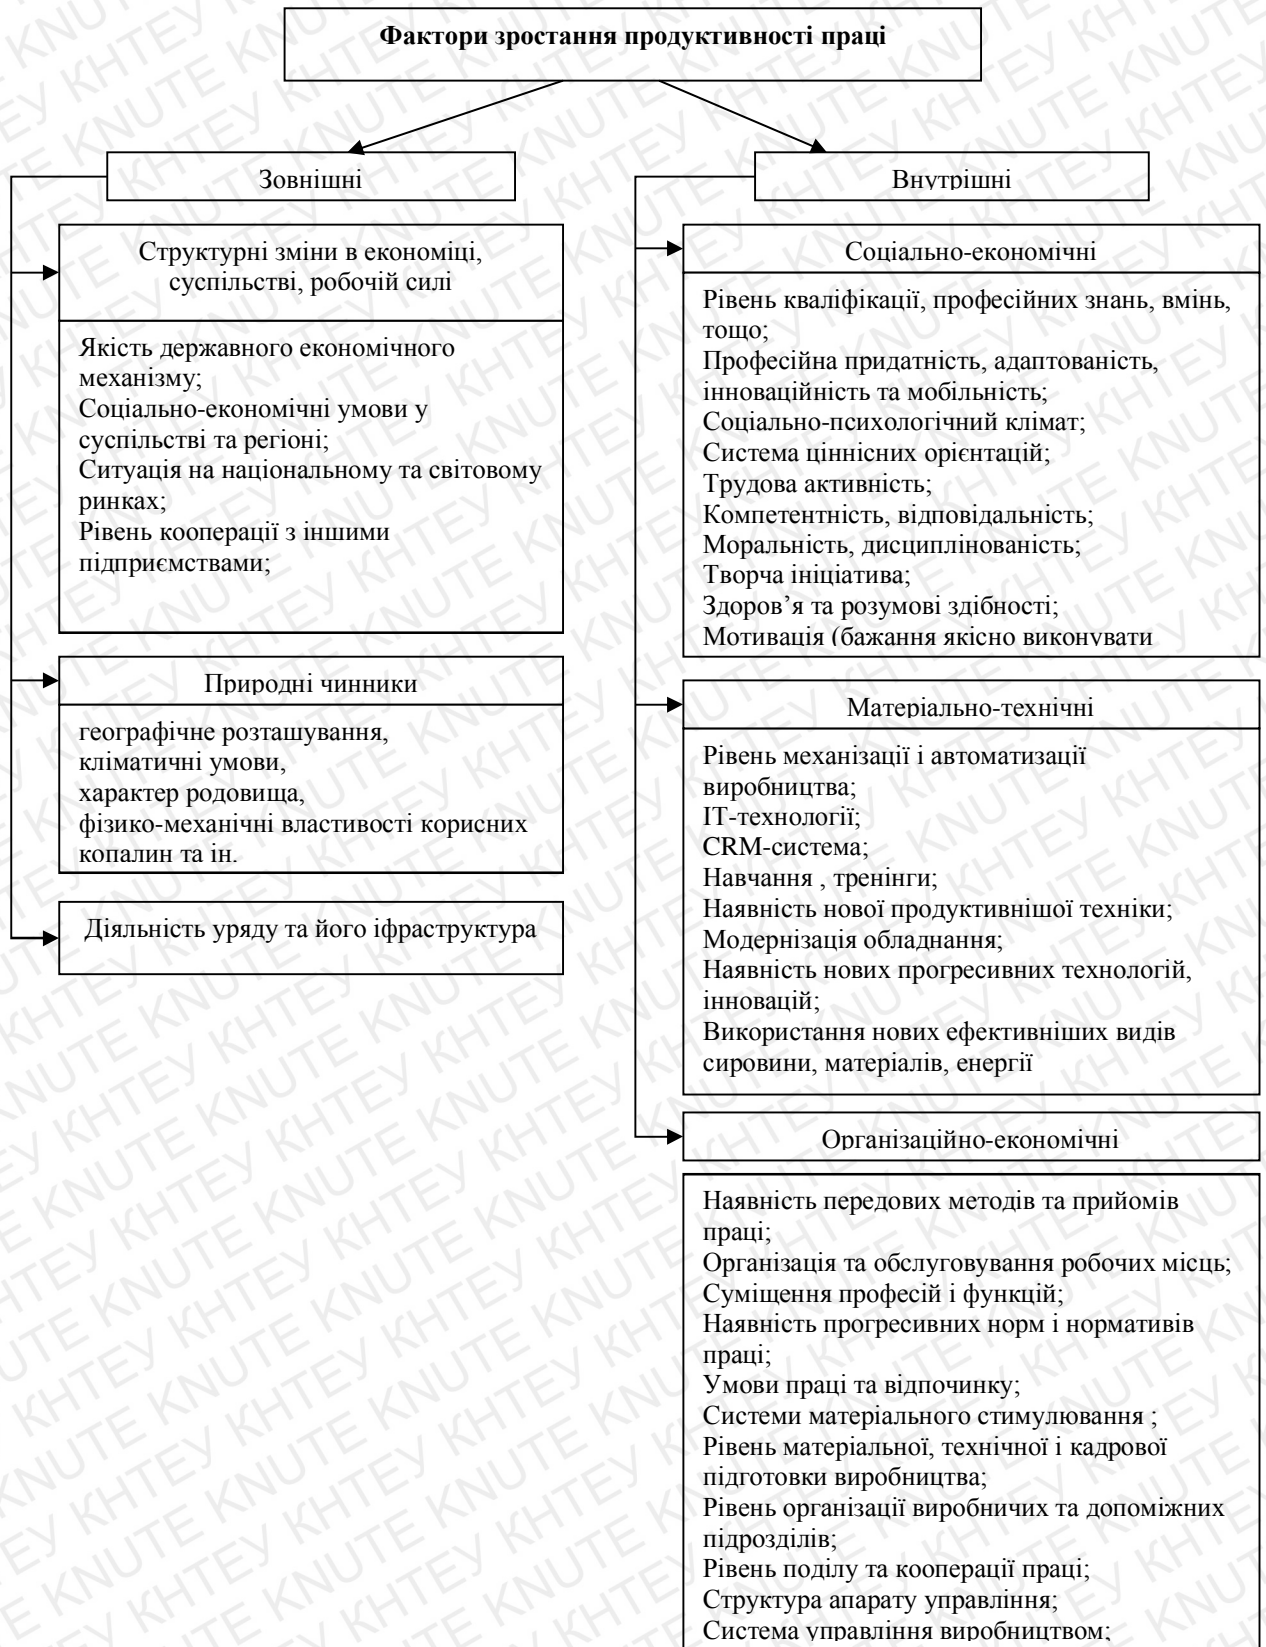 Фактори зростання продуктивності праці
Зовнішні
Структурні зміни в економіці,
суспільстві, робочій силі
Якість державного економічного
механізму;
Соціально-економічні умови у
суспільстві та регіоні;
Ситуація на національному та світовому
ринках;
Рівень кооперації з іншими
підприємствами;
Природні чинники
географічне розташування,
кліматичні умови,
характер родовища,
фізико-механічні властивості корисних
копалин та ін.
Діяльність уряду та його іфраструктура
Внутрішні
Соціально-економічні
Рівень кваліфікації, професійних знань, вмінь,
тощо;
Професійна придатність, адаптованість,
інноваційність та мобільність;
Соціально-психологічний клімат;
Система ціннісних орієнтацій;
Трудова активність;
Компетентність, відповідальність;
Моральність, дисциплінованість;
Творча ініціатива;
Здоров’я та розумові здібності;
Мотивація (бажання якісно виконувати
Матеріально-технічні
Рівень механізації і автоматизації
виробництва;
ІТ-технології;
CRM-система;
Навчання , тренінги;
Наявність нової продуктивнішої техніки;
Модернізація обладнання;
Наявність нових прогресивних технологій,
інновацій;
Використання нових ефективніших видів
сировини, матеріалів, енергії
Організаційно-економічні
Наявність передових методів та прийомів
праці;
Організація та обслуговування робочих місць;
Суміщення професій і функцій;
Наявність прогресивних норм і нормативів
праці;
Умови праці та відпочинку;
Системи матеріального стимулювання ;
Рівень матеріальної, технічної і кадрової
підготовки виробництва;
Рівень організації виробничих та допоміжних
підрозділів;
Рівень поділу та кооперації праці;
Структура апарату управління;
Система управління виробництвом;